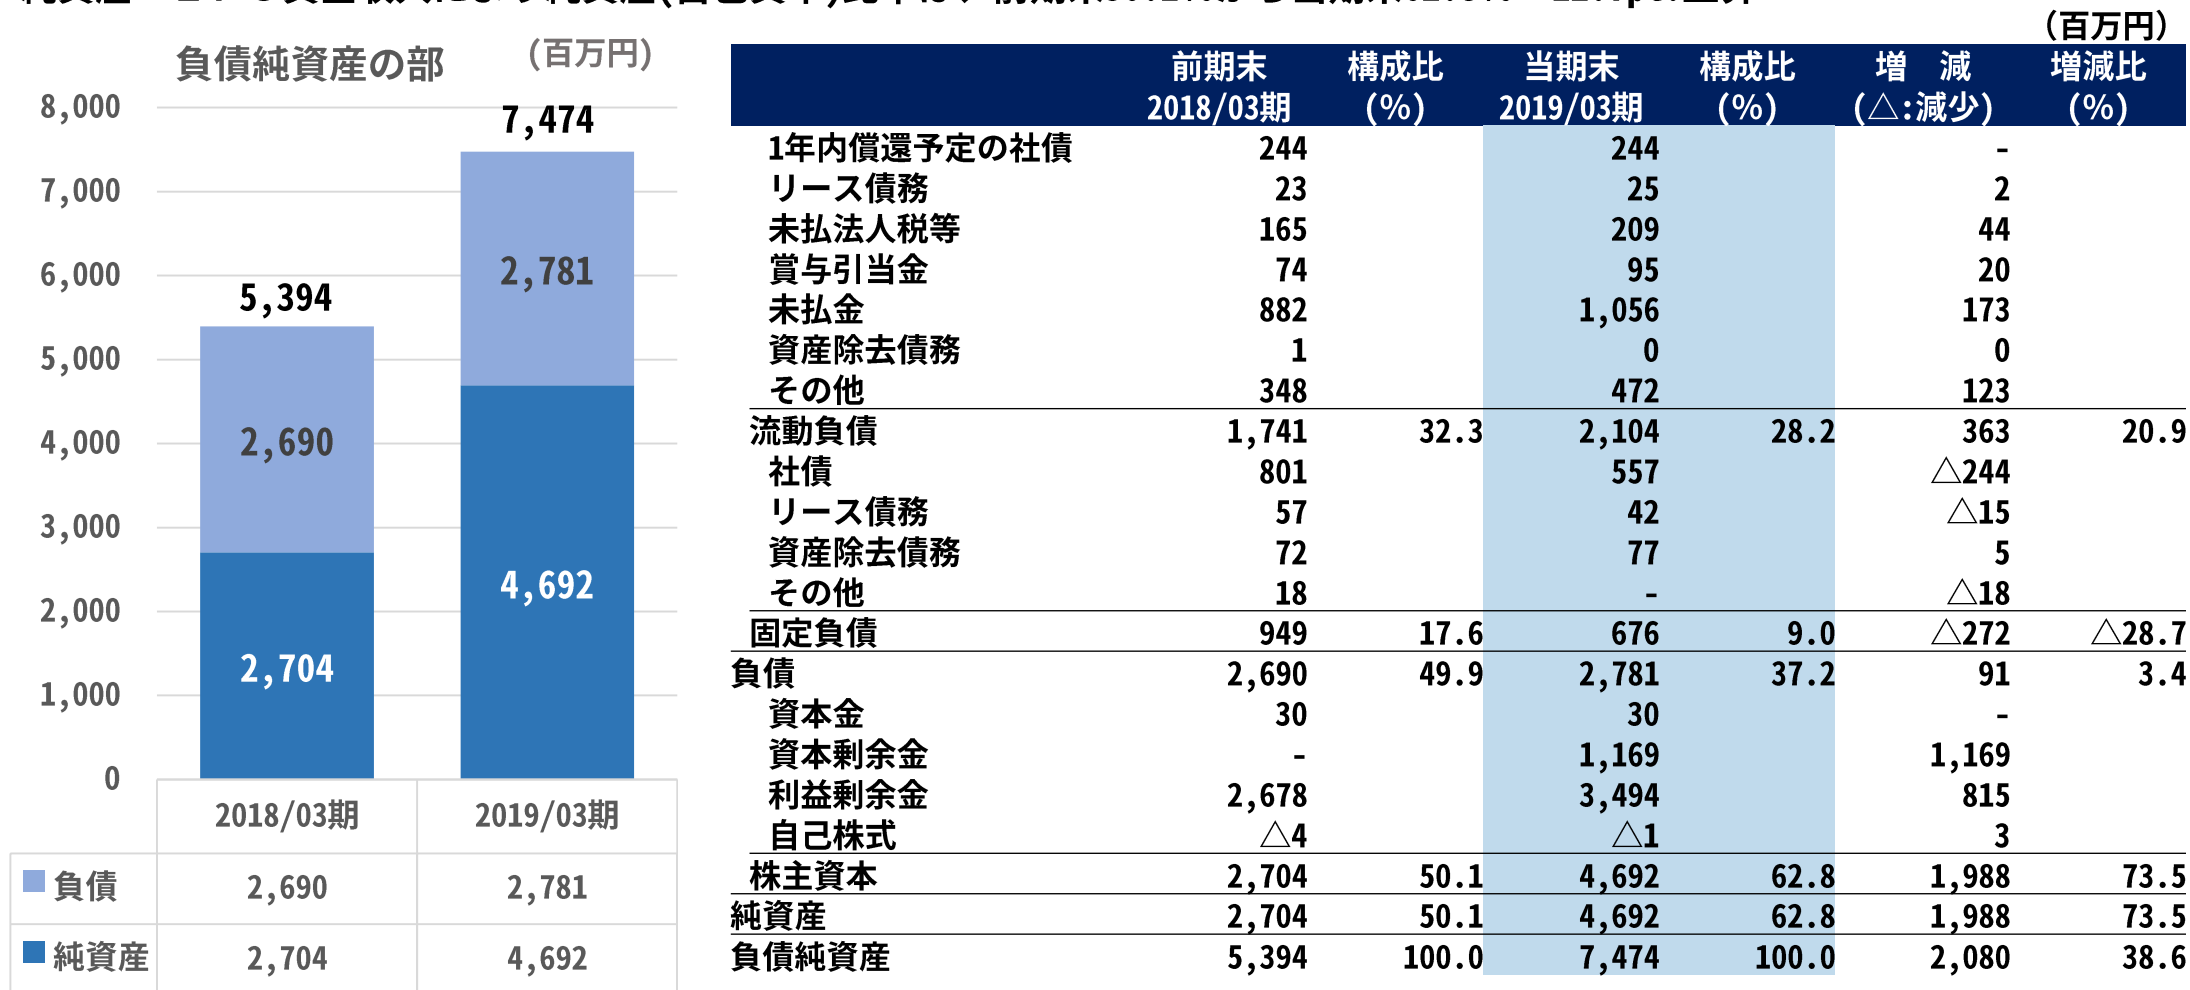 負債純資産の部 （百万円）
8,000
7,000
6,000
5,000
4,000
3,000
2,000
1,000
0
5,394
2,690
2,704
7,474
2,781
4,692
2018/03期 2019/03期
負債 2,690 2,781
純資産 2,704 4,692
（百万円）
前期末 構成比 当期末 構成比 増　減 増減比
2018/03期 (%) 2019/03期 (%) (△:減少) (%)
1年内償還予定の社債 244 244 -
リース債務 23 25 2
未払法人税等 165 209 44
賞与引当金 74 95 20
未払金 882 1,056 173
資産除去債務 1 0 0
その他 348 472 123
流動負債 1,741 32.3 2,104 28.2 363 20.9
社債 801 557 △244
リース債務 57 42 △15
資産除去債務 72 77 5
その他 18 - △18
固定負債 949 17.6 676 9.0 △272 △28.7
負債 2,690 49.9 2,781 37.2 91 3.4
資本金 30 30 -
資本剰余金 - 1,169 1,169
利益剰余金 2,678 3,494 815
自己株式 △4 △1 3
株主資本 2,704 50.1 4,692 62.8 1,988 73.5
純資産 2,704 50.1 4,692 62.8 1,988 73.5
負債純資産 5,394 100.0 7,474 100.0 2,080 38.6